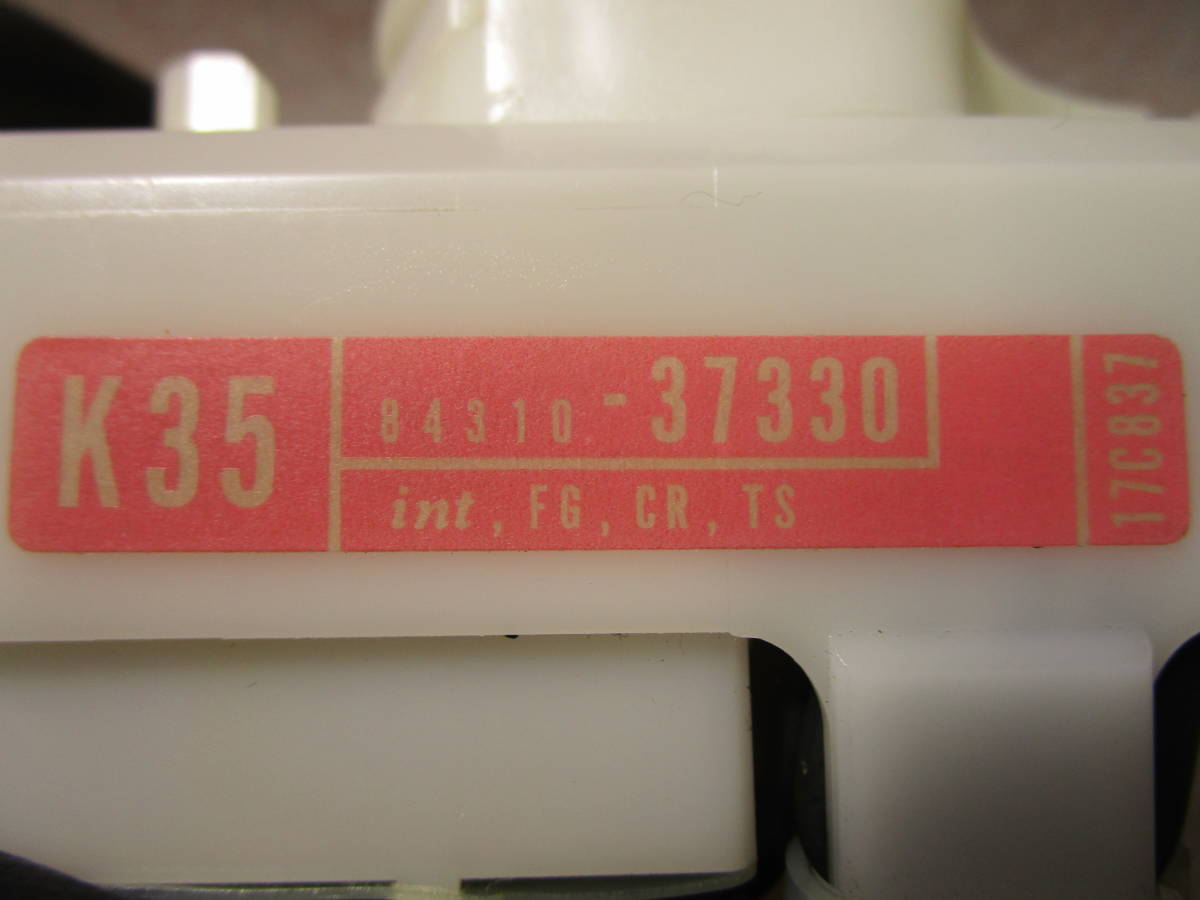 K35
84310-37330
int, FG, CR, TS
17C837